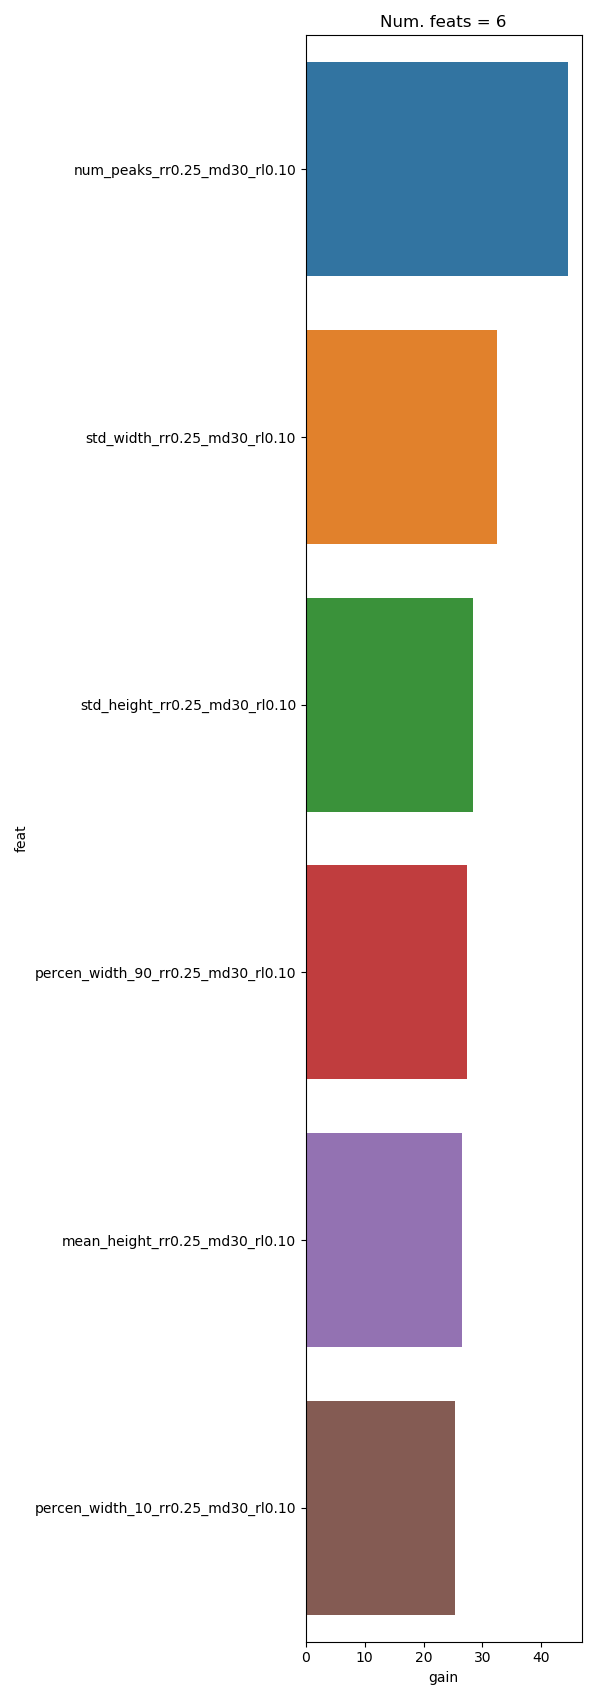 Num. feats = 6
num_peaks_rr0.25_md30_rl0.10
std_width_rr0.25_md30_rl0.10
std_height_rr0.25_md30_rl0.10
feat
percen_width_90_rr0.25_md30_rl0.10
mean_height_rr0.25_md30_rl0.10
percen_width_10_rr0.25_md30_rl0.10
0 10 20 30 40
gain